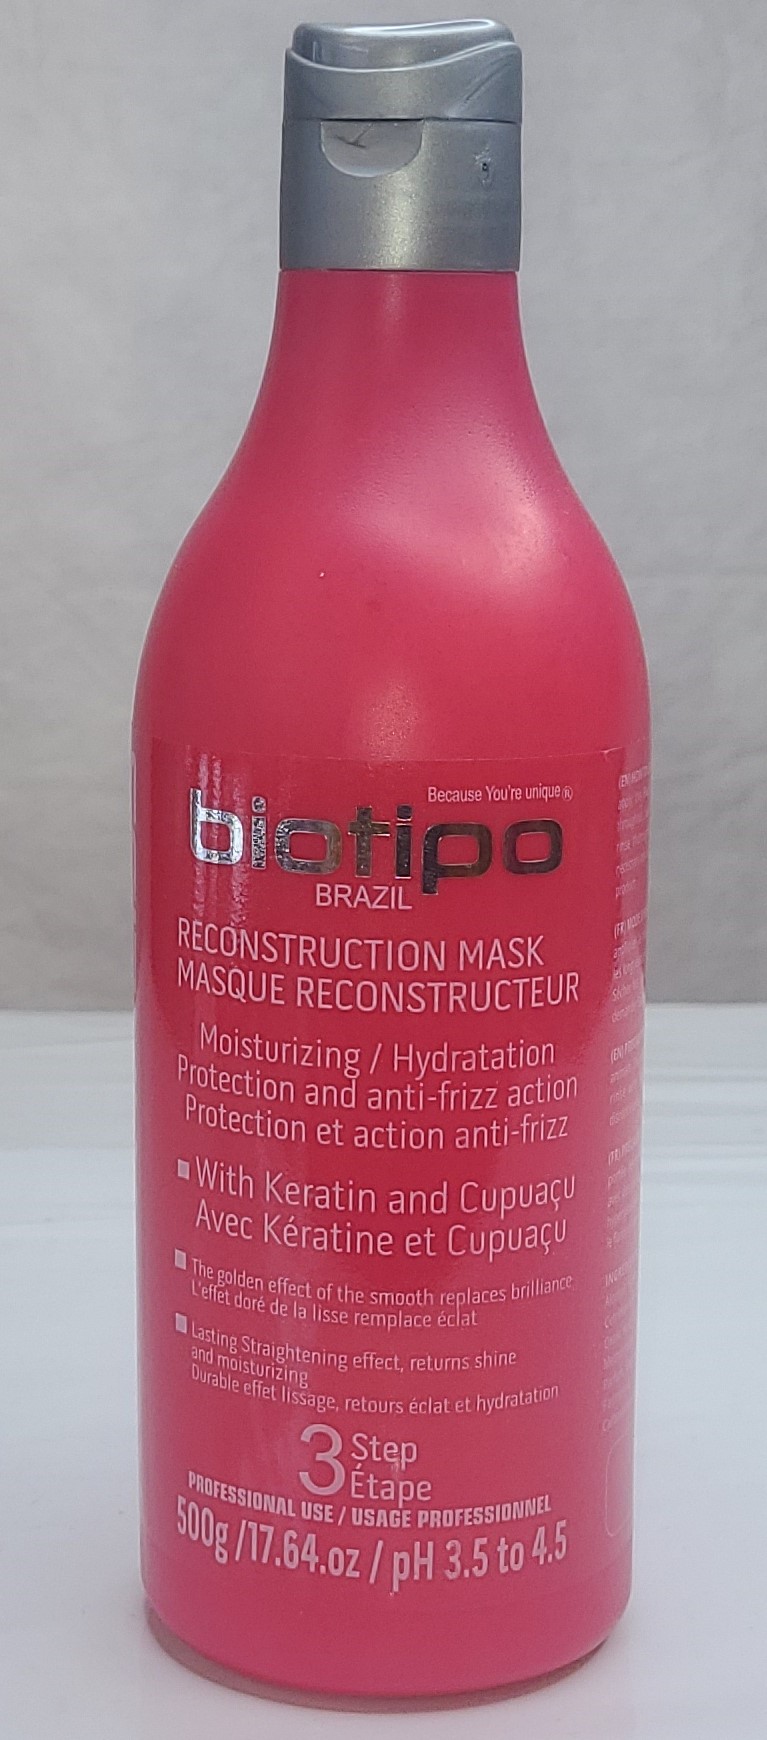 Because You're unique®
biotipo
BRAZIL
RECONSTRUCTION MASK
MASQUE RECONSTRUCTEUR
Moisturizing / Hydratation
Protection and anti-frizz action
Protection et action anti-frizz
With Keratin and Cupuaçu
Avec Kératine et Cupuaçu
The golden effect of the smooth replaces brilliance
L'effet doré de la lisse remplace éclat
Lasting Straightening effect, returns shine
and moisturizing
Durable effet lissage, retours éclat et hydratation
3 Step
Étape
PROFESSIONAL USE / USAGE PROFESSIONNEL
500g /17.64.oz / pH 3.5 to 4.5
(EN)
(FR)
(EN)
(FR)